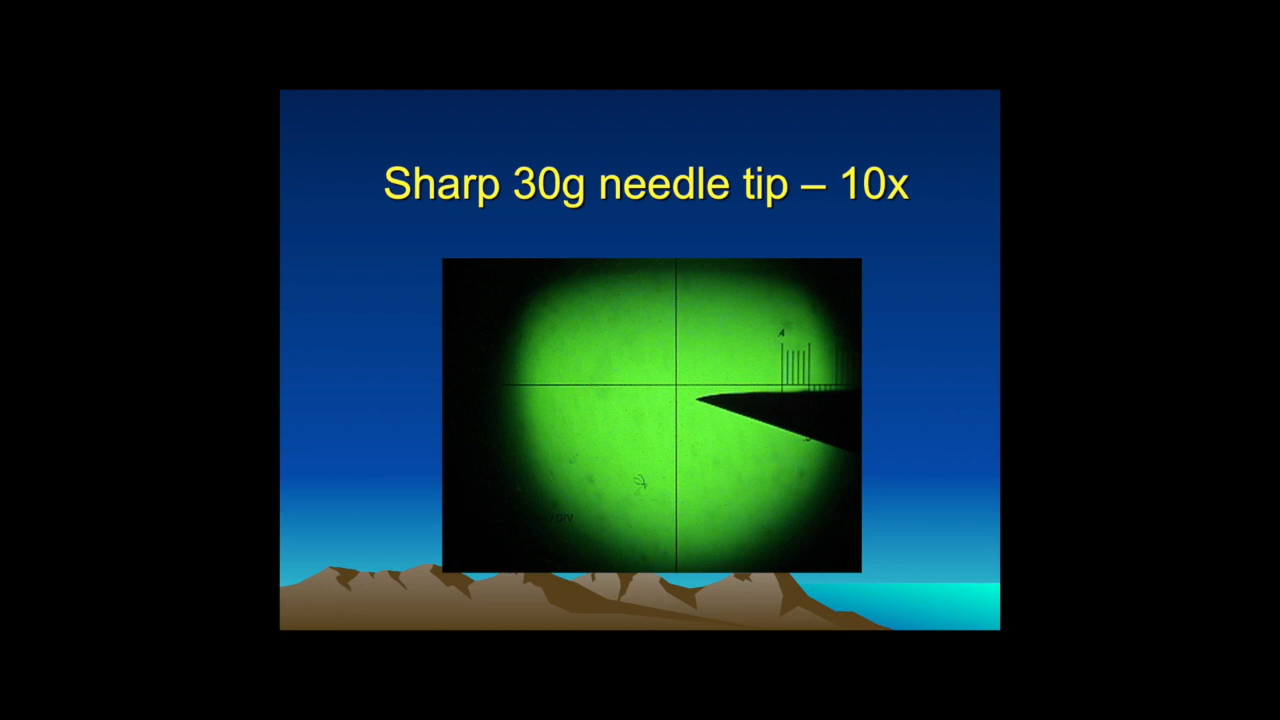 Sharp 30g needle tip – 10x
A